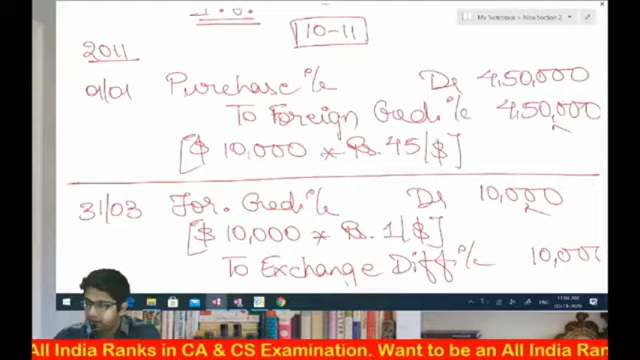 J.O.
10-11
My Notebook » New Section 2
2011
01/01 Purchase a/c Dr 4,50,000
To Foreign Credi a/c 4,50,000
[$ 10,000 * Rs. 45/$]
31/03 For. Credi a/c Dr 10,000
[$ 10,000 * Rs. 1/$]
To Exchange Diff. a/c 10,000
All India Ranks in CA & CS Examination. Want to be an All India Ran